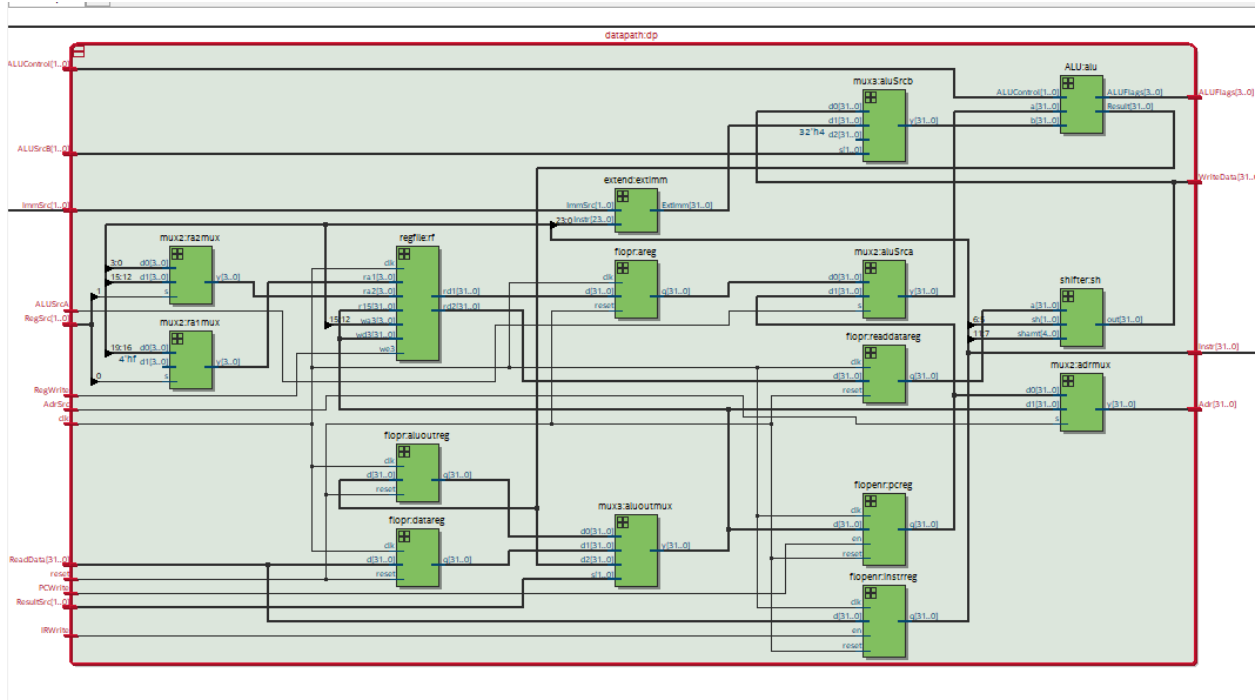 datapath:dp
ALUControl[1..0]
ALUSrcB[1..0]
ImmSrc[1..0]
ALUSrcA
RegSrc[1..0]
RegWrite
AdrSrc
clk
ReadData[31..0]
reset
PCWrite
ResultSrc[1..0]
IRWrite
mux2:ra2mux
3:0
d0[3..0]
15:12
d1[3..0]
y[3..0]
1
s
mux2:ra1mux
19:16
d0[3..0]
4'hf
d1[3..0]
y[3..0]
0
s
regfile:rf
clk
ra1[3..0]
ra2[3..0]
rd1[31..0]
r15[31..0]
rd2[31..0]
15:12
wa3[3..0]
wd3[31..0]
we3
flopr:aluoutreg
clk
d[31..0]
q[31..0]
reset
flopr:datareg
clk
d[31..0]
q[31..0]
reset
extend:extimm
ImmSrc[1..0]
ExtImm[31..0]
23:0
Instr[23..0]
flopr:areg
clk
d[31..0]
q[31..0]
reset
mux3:aluoutmux
d0[31..0]
d1[31..0]
y[31..0]
d2[31..0]
s[1..0]
mux3:aluSrcb
d0[31..0]
d1[31..0]
y[31..0]
32'h4
d2[31..0]
s[1..0]
mux2:aluSrca
d0[31..0]
d1[31..0]
y[31..0]
s
flopr:readdatareg
clk
d[31..0]
q[31..0]
reset
flopenr:pcreg
clk
d[31..0]
q[31..0]
en
reset
flopenr:instrreg
clk
d[31..0]
q[31..0]
en
reset
ALU:alu
ALUControl[1..0]
ALUFlags[3..0]
a[31..0]
Result[31..0]
b[31..0]
shifter:sh
a[31..0]
sh[1..0]
out[31..0]
11:7
shamt[4..0]
mux2:adrmux
d0[31..0]
d1[31..0]
y[31..0]
s
ALUFlags[3..0]
Instr[31..0]
Adr[31..0]